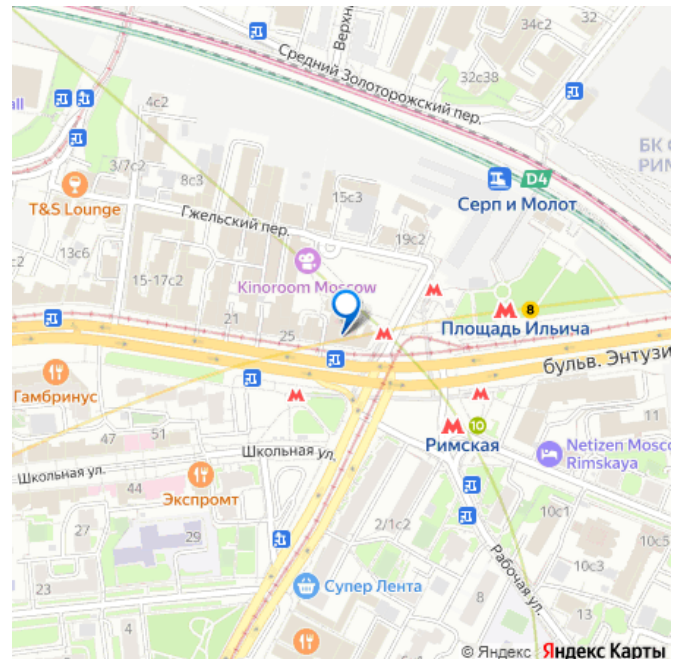 34с2
Верхн
Средний Золоторожский пер.
32с38
all
4с2
БК
РИМ
3/7с2
8с3
D4
Серп и Молот
T&S Lounge
15с3
Гжельский пер.
19с2
13с6
Kinoroom Moscow
15-17с2
8
Площадь Ильича
21
25
бульв. Энтузи
Гамбринус
11
10
Римская
47
51
Школьная ул.
Netizen Mosco
Rimskaya
Школьная ул.
44
Экспромт
10с1
2/1с2
27
29
10с5
Рабочая ул.
10с3
23
Супер Лента
8
13
4
© Яндекс Яндекс Карты